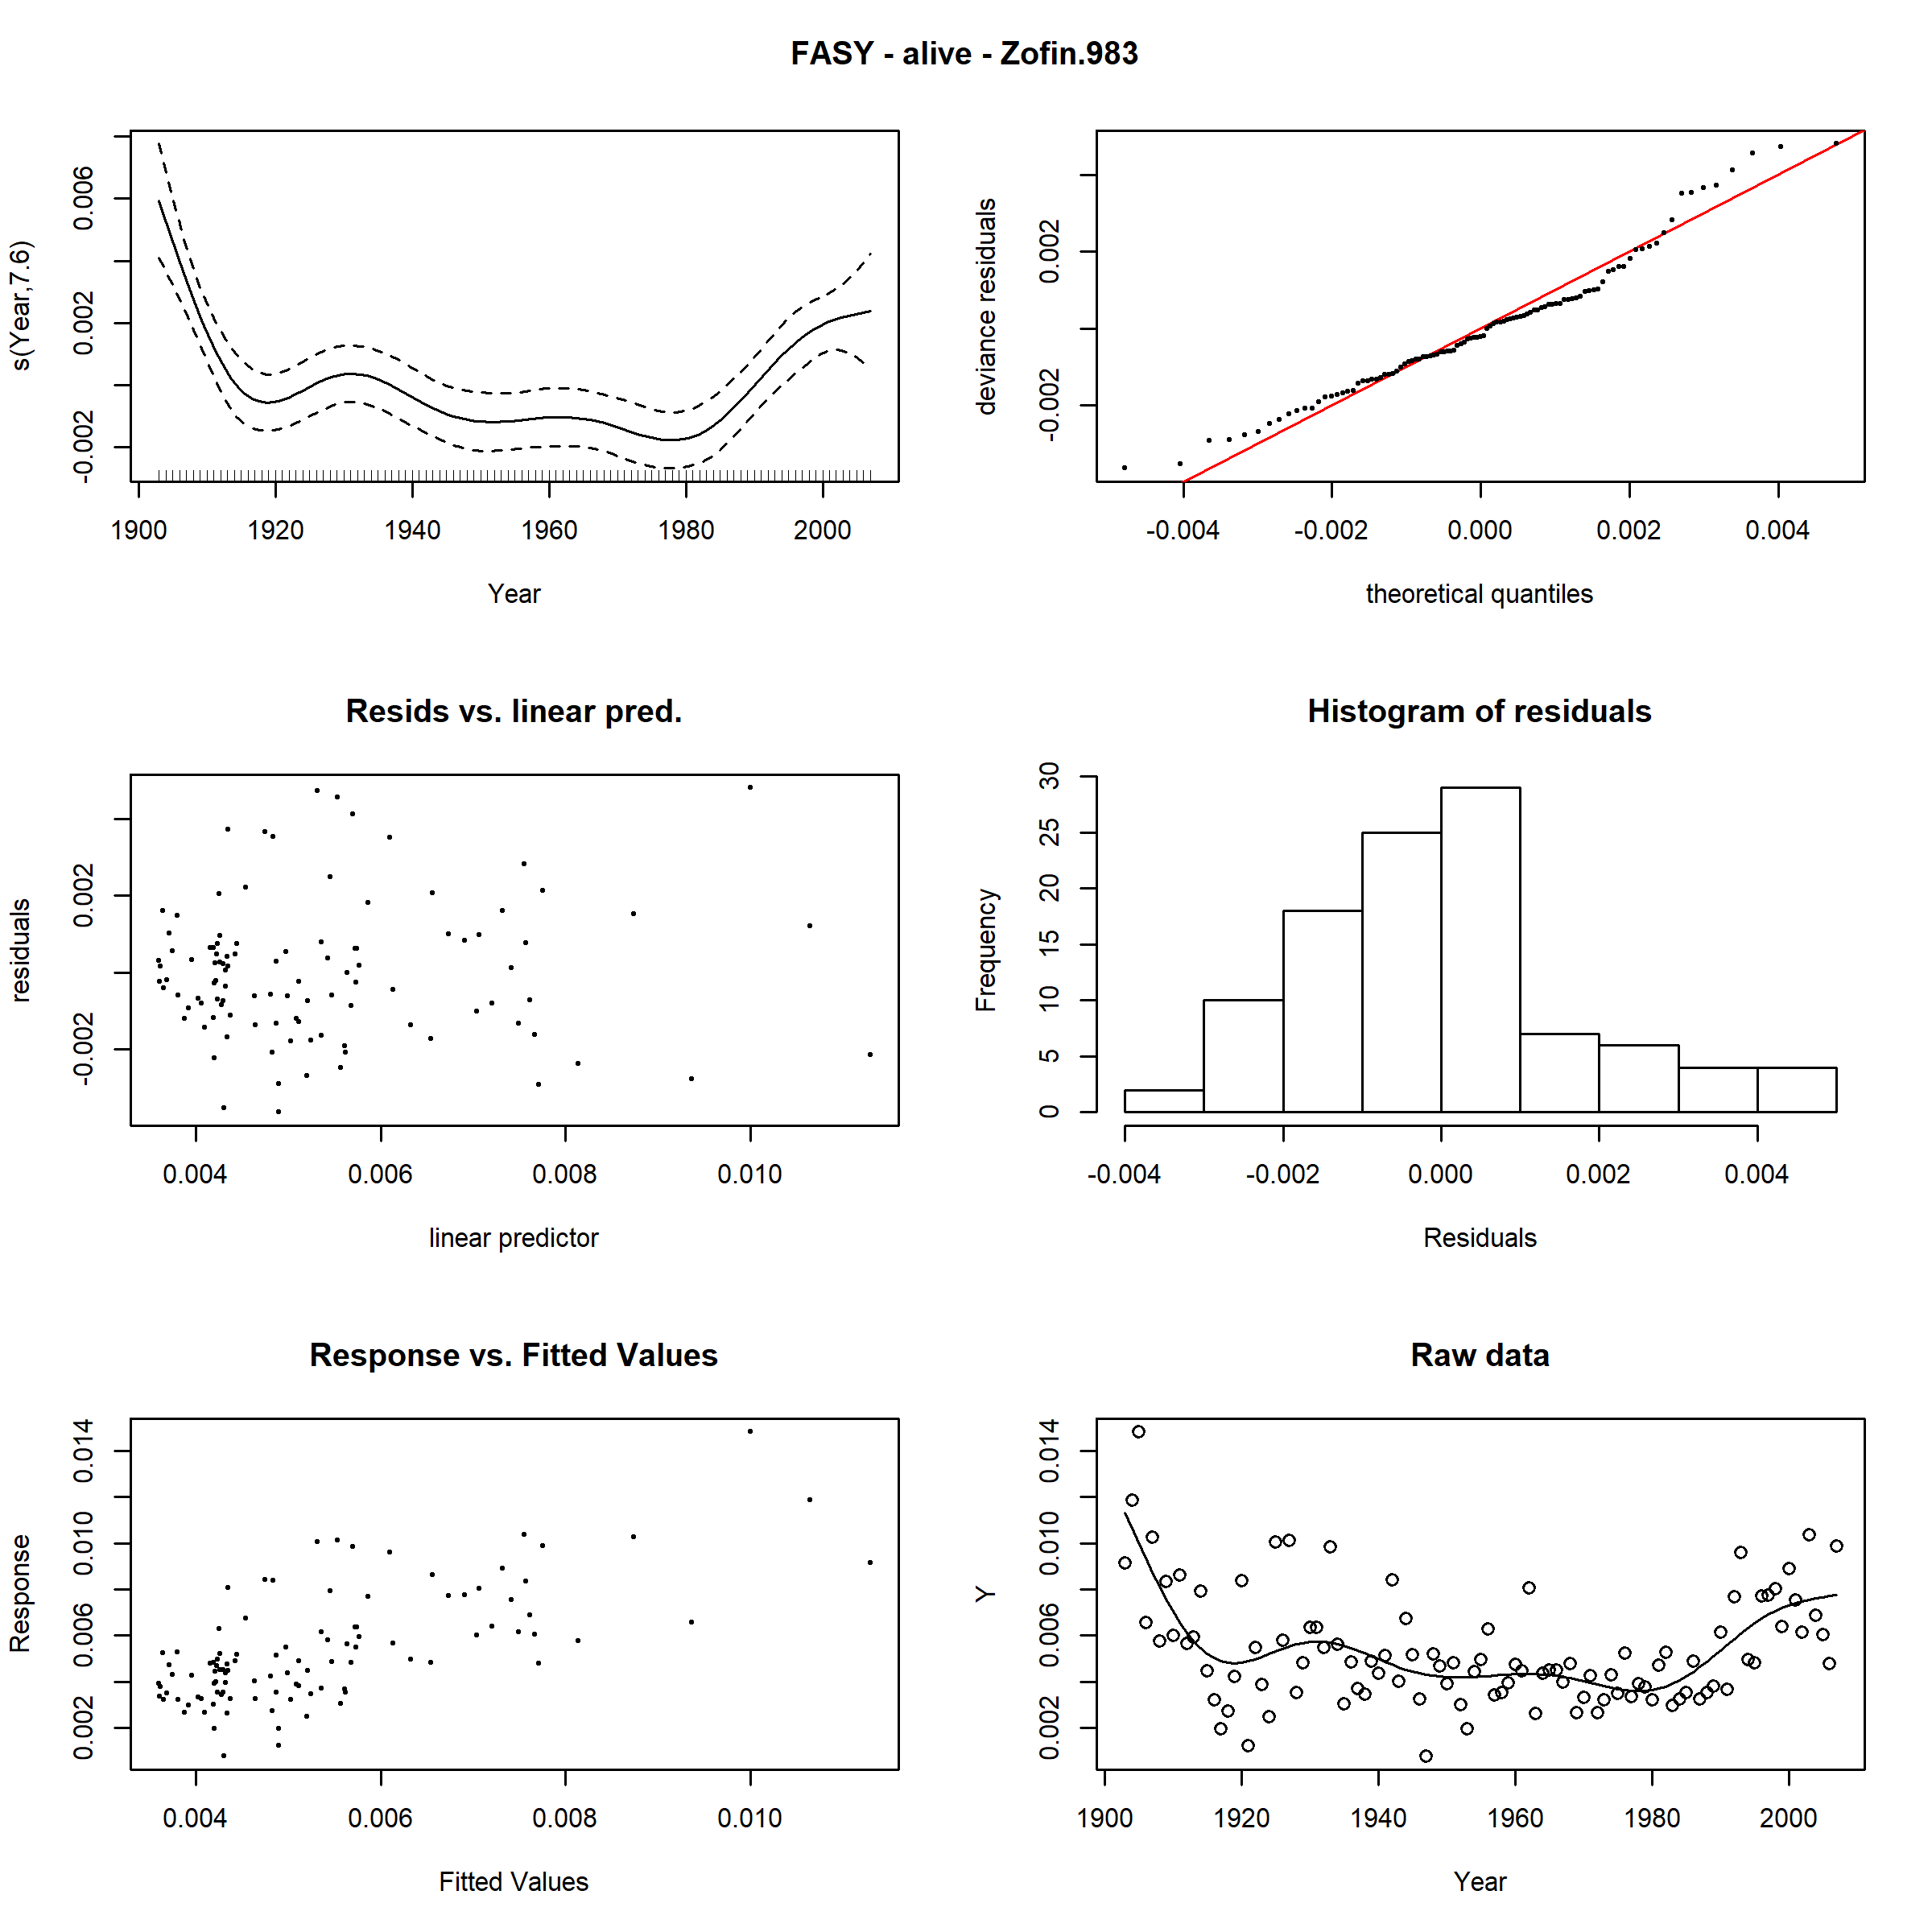 FASY - alive - Zofin.983
s(Year,7.6)
-0.002 0.002 0.006
1900 1920 1940 1960 1980 2000
Year
deviance residuals
-0.002 0.002
-0.004 -0.002 0.000 0.002 0.004
theoretical quantiles
Resids vs. linear pred.
residuals
-0.002 0.002
0.004 0.006 0.008 0.010
linear predictor
Histogram of residuals
Frequency
0 5 10 15 20 25 30
-0.004 -0.002 0.000 0.002 0.004
Residuals
Response vs. Fitted Values
Response
0.002 0.006 0.010 0.014
0.004 0.006 0.008 0.010
Fitted Values
Raw data
Y
0.002 0.006 0.010 0.014
1900 1920 1940 1960 1980 2000
Year